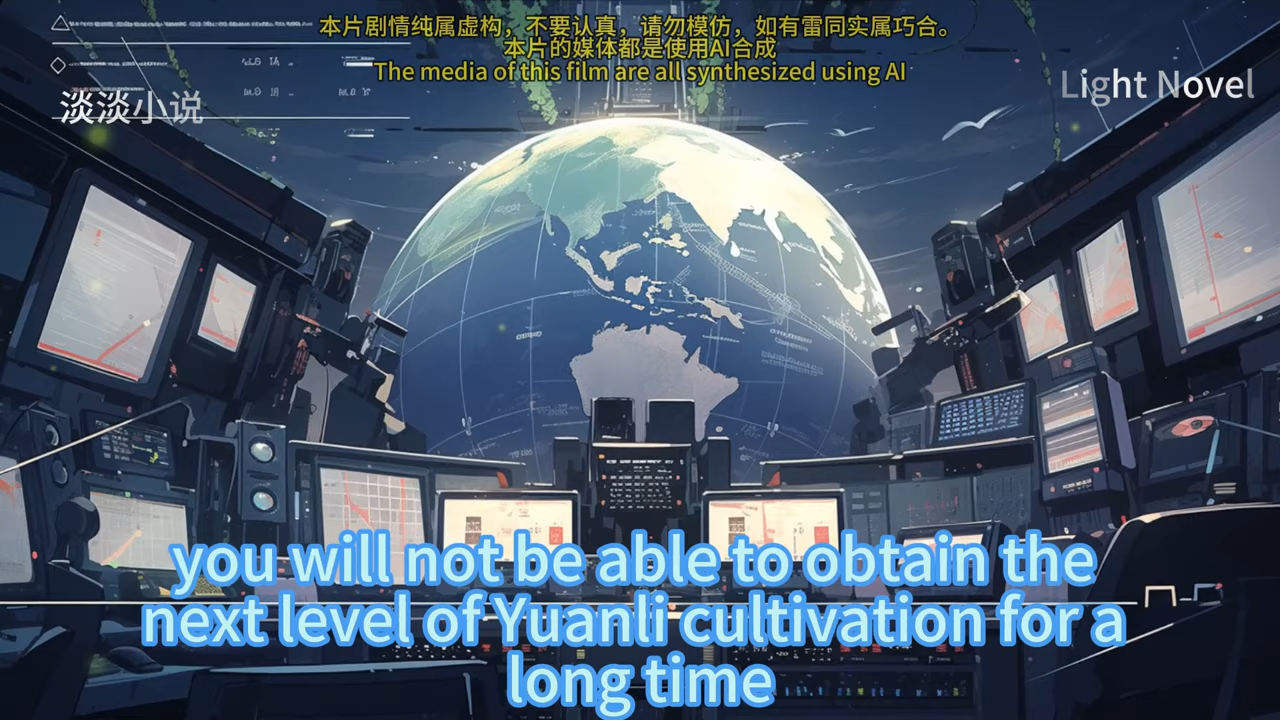 本片剧情纯属虚构，不要认真，请勿模仿，如有雷同实属巧合。
本片的媒体都是使用AI合成
The media of this film are all synthesized using AI
Light Novel
淡淡小说
you will not be able to obtain the
next level of Yuanli cultivation for a
long time